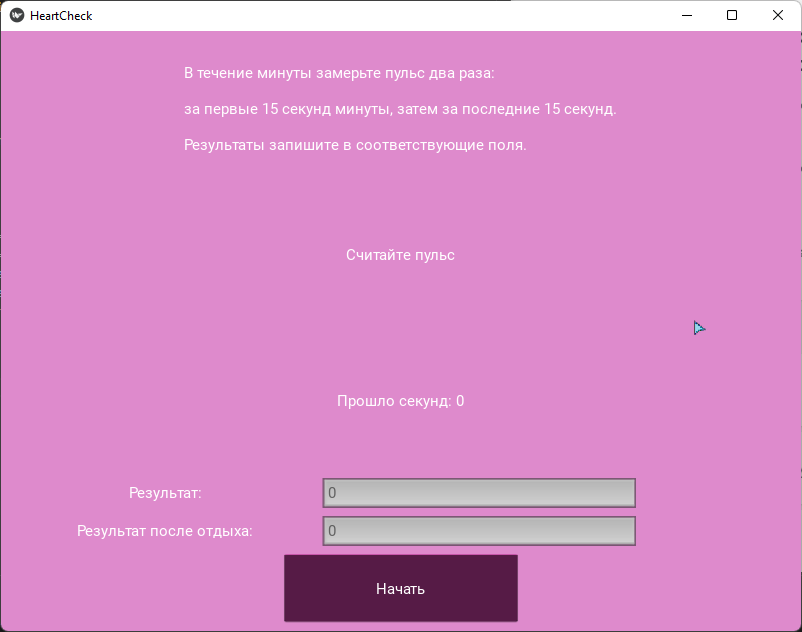 HeartCheck
В течение минуты замерьте пульс два раза:
за первые 15 секунд минуты, затем за последние 15 секунд.
Результаты запишите в соответствующие поля.
Считайте пульс
Прошло секунд: 0
Результат: 0
Результат после отдыха: 0
Начать